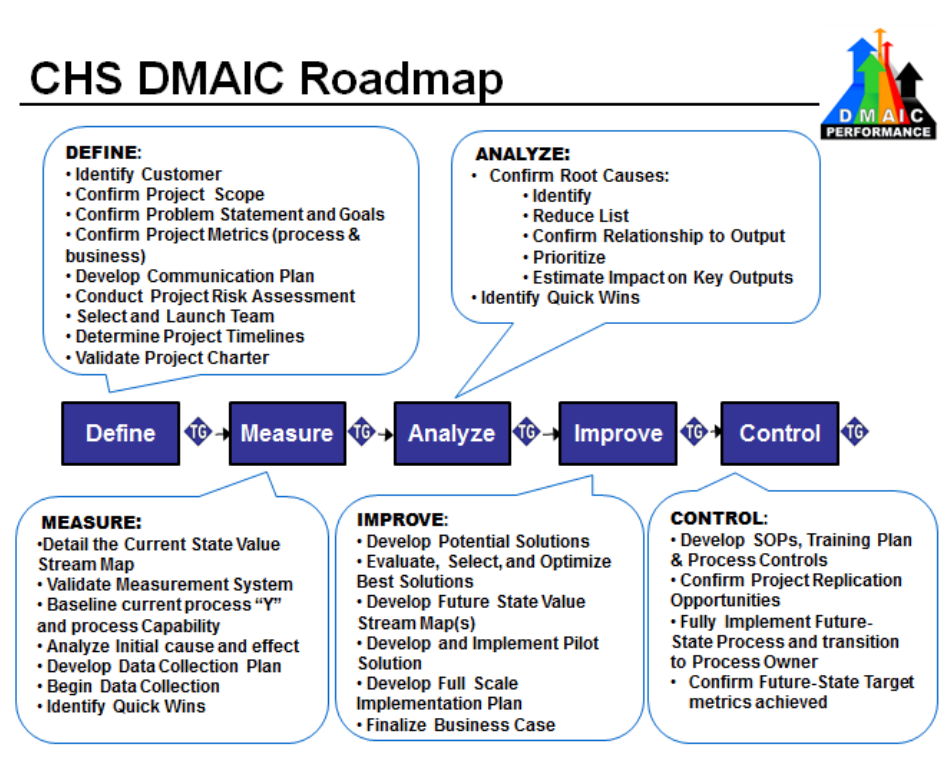 CHS DMAIC Roadmap
DMAIC
PERFORMANCE
DEFINE:
• Identify Customer
• Confirm Project Scope
• Confirm Problem Statement and Goals
• Confirm Project Metrics (process &
business)
• Develop Communication Plan
• Conduct Project Risk Assessment
• Select and Launch Team
• Determine Project Timelines
• Validate Project Charter
ANALYZE:
• Confirm Root Causes:
• Identify
• Reduce List
• Confirm Relationship to Output
• Prioritize
• Estimate Impact on Key Outputs
• Identify Quick Wins
Define TG Measure TG Analyze TG Improve TG Control TG
MEASURE:
•Detail the Current State Value
Stream Map
• Validate Measurement System
• Baseline current process “Y”
and process Capability
• Analyze Initial cause and effect
• Develop Data Collection Plan
• Begin Data Collection
• Identify Quick Wins
IMPROVE:
• Develop Potential Solutions
• Evaluate, Select, and Optimize
Best Solutions
• Develop Future State Value
Stream Map(s)
• Develop and Implement Pilot
Solution
• Develop Full Scale
Implementation Plan
• Finalize Business Case
CONTROL:
• Develop SOPs, Training Plan
& Process Controls
• Confirm Project Replication
Opportunities
• Fully Implement Future-
State Process and transition
to Process Owner
• Confirm Future-State Target
metrics achieved